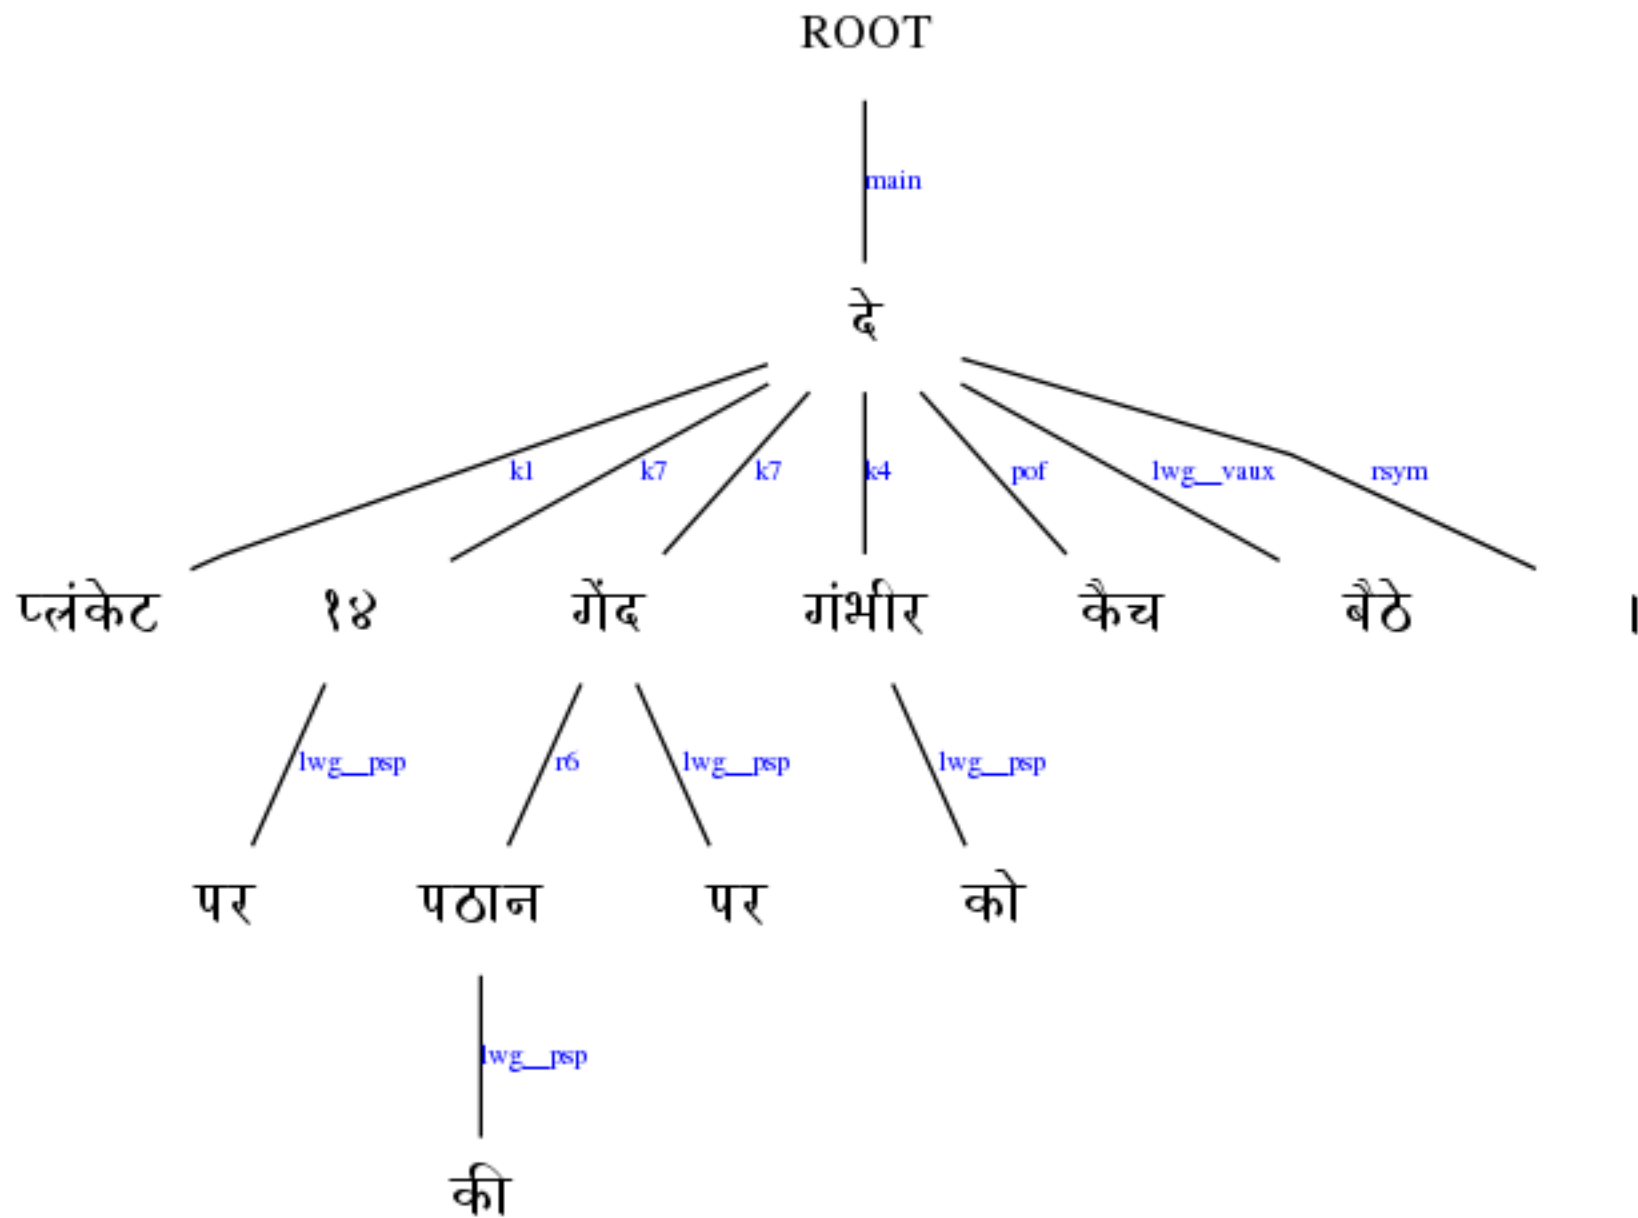 ROOT
main
दे
k1 k7 k7 k4 pof lwg__vaux rsym
प्लंकेट १४ गेंद गंभीर कैच बैठे ।
lwg__psp r6 lwg__psp lwg__psp
पर पठान पर को
lwg__psp
की